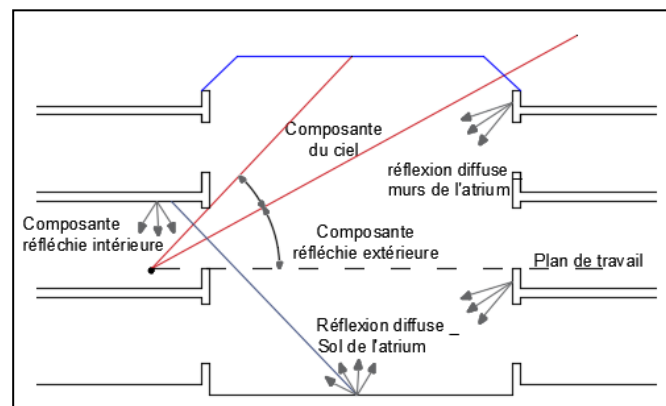 Composante
du ciel
réflexion diffuse
murs de l'atrium
Composante
réfléchie intérieure
Composante
réfléchie extérieure
Plan de travail
Réflexion diffuse _
Sol de l'atrium